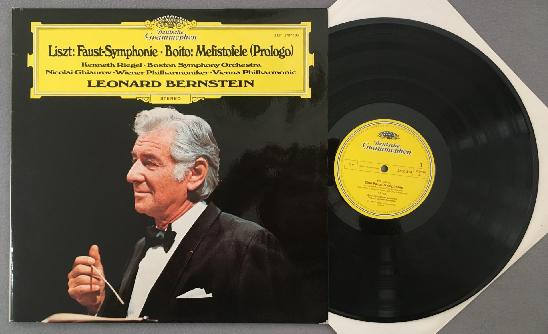 Deutsche
Grammophon
Liszt: Faust-Symphonie · Boito: Mefistofele (Prologo)
Kenneth Riegel · Boston Symphony Orchestra
Nicolai Ghiaurov · Wiener Philharmoniker · Vienna Philharmonic
LEONARD BERNSTEIN
STEREO
Deutsche
Grammophon
1